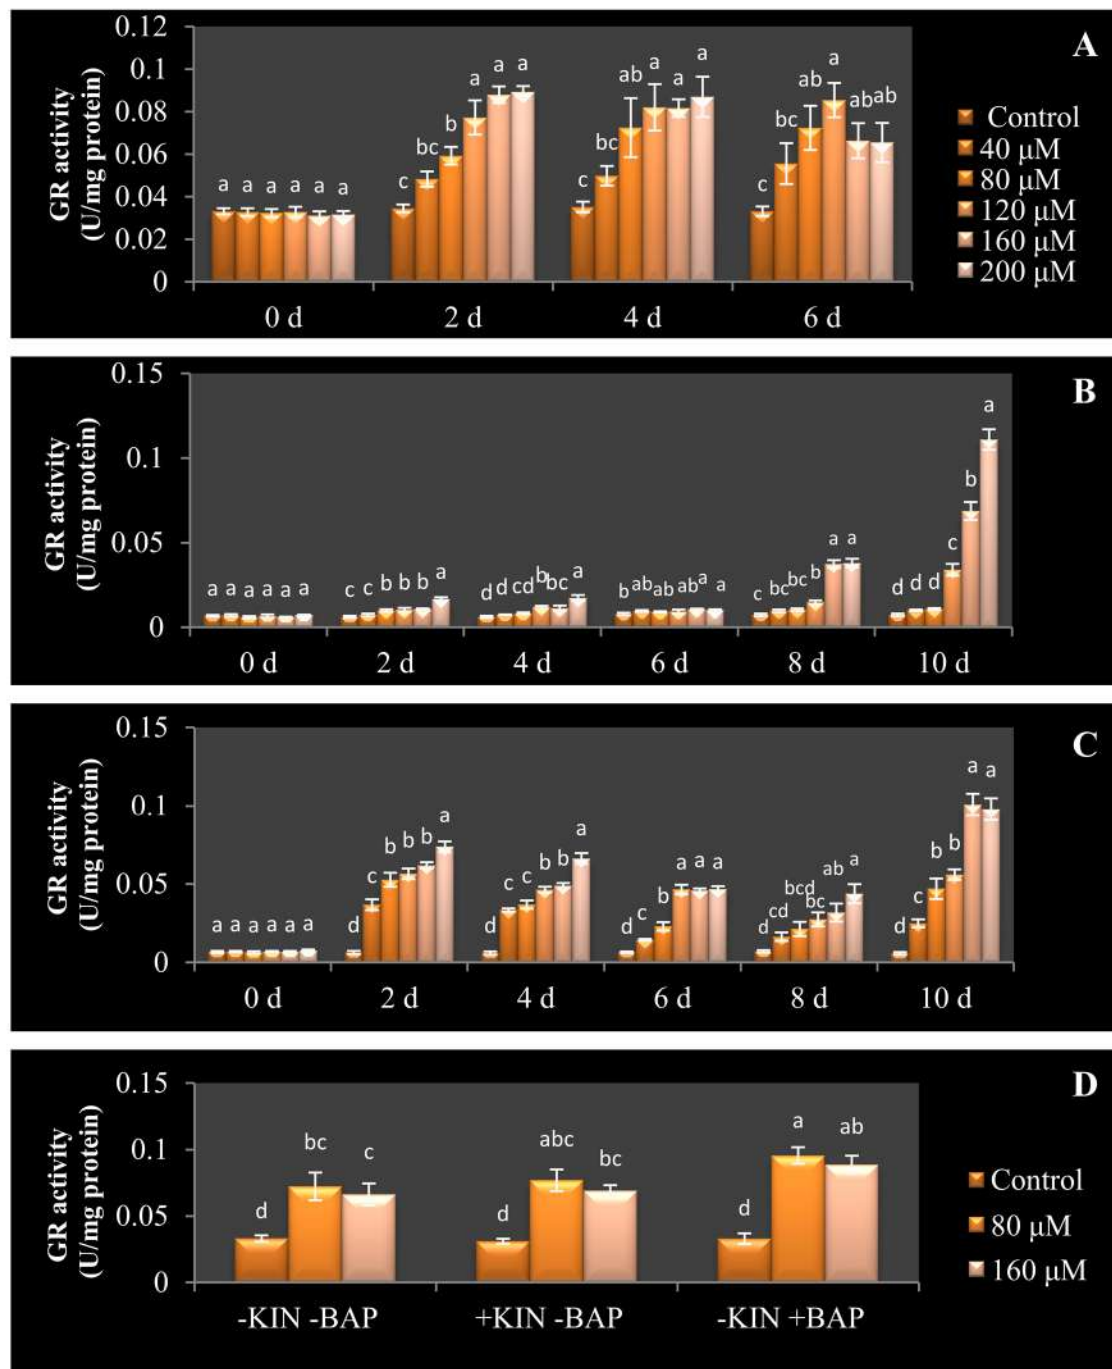 A
0.12
0.1
0.08
0.06
0.04
0.02
0
GR activity
(U/mg protein)
a a a a a a
c bc b a a a
c bc ab a a a
c bc ab a ab ab
0 d 2 d 4 d 6 d
Control
40 µM
80 µM
120 µM
160 µM
200 µM
B
0.15
0.1
0.05
0
GR activity
(U/mg protein)
a a a a a a
c c b b b a
d d cd b bc a
b ab ab ab a a
c bc bc b a a
d d d c b a
0 d 2 d 4 d 6 d 8 d 10 d
C
0.15
0.1
0.05
0
GR activity
(U/mg protein)
a a a a a a
d c b b b a
d c c b b a
d c b a a a
d cd bcd bc ab a
d c b b a a
0 d 2 d 4 d 6 d 8 d 10 d
D
0.15
0.1
0.05
0
GR activity
(U/mg protein)
d bc c
d abc bc
d a ab
-KIN -BAP +KIN -BAP -KIN +BAP
Control
80 µM
160 µM